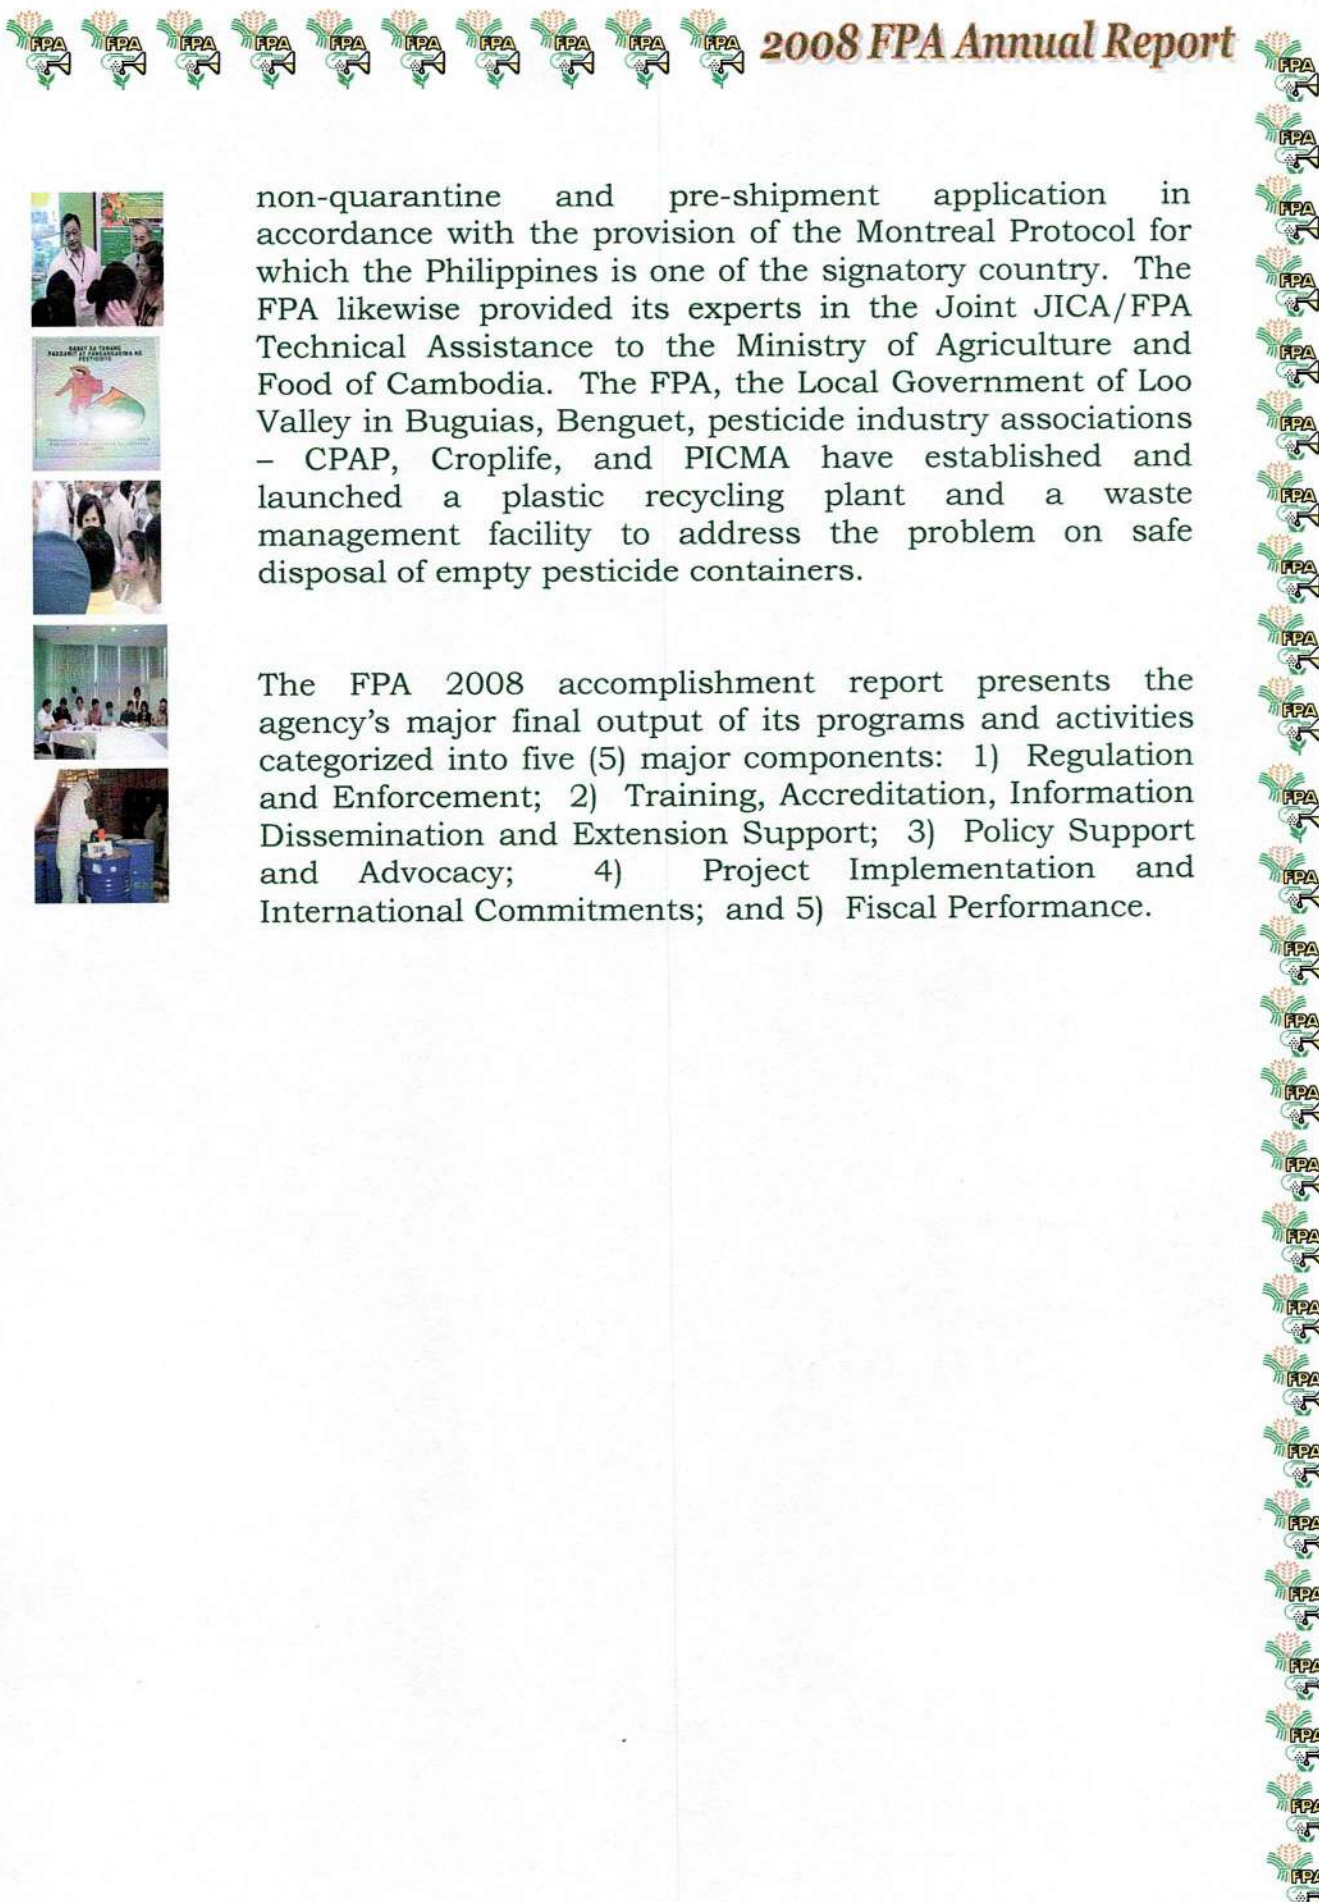 2008 FPA Annual Report
non-quarantine and pre-shipment application in
accordance with the provision of the Montreal Protocol for
which the Philippines is one of the signatory country. The
FPA likewise provided its experts in the Joint JICA/FPA
Technical Assistance to the Ministry of Agriculture and
Food of Cambodia. The FPA, the Local Government of Loo
Valley in Buguias, Benguet, pesticide industry associations
– CPAP, Croplife, and PICMA have established and
launched a plastic recycling plant and a waste
management facility to address the problem on safe
disposal of empty pesticide containers.
The FPA 2008 accomplishment report presents the
agency's major final output of its programs and activities
categorized into five (5) major components: 1) Regulation
and Enforcement; 2) Training, Accreditation, Information
Dissemination and Extension Support; 3) Policy Support
and Advocacy; 4) Project Implementation and
International Commitments; and 5) Fiscal Performance.